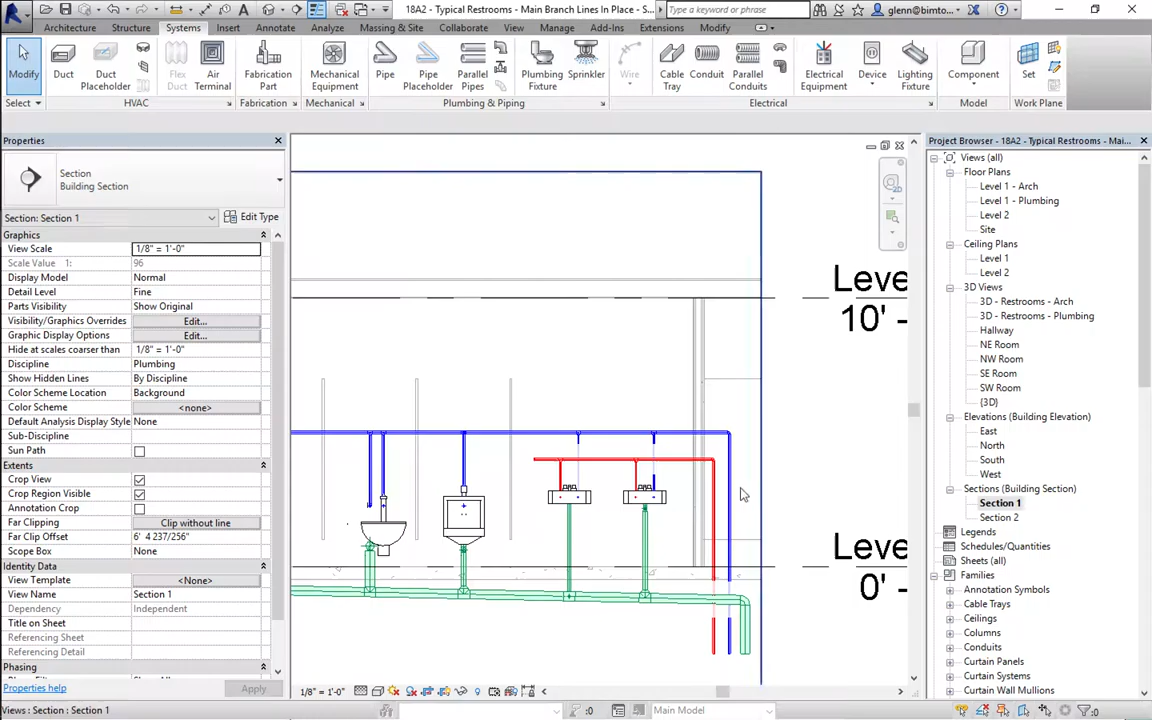 18A2 - Typical Restrooms - Main Branch Lines In Place - S...
Type a keyword or phrase
glenn@bimto...
Architecture Structure Systems Insert Annotate Analyze Massing & Site Collaborate View Manage Add-Ins Extensions Modify
Modify
Duct
Duct Placeholder
Flex Duct
Air Terminal
Fabrication Part
Mechanical Equipment
Pipe
Pipe Placeholder
Parallel Pipes
Plumbing Fixture
Sprinkler
Wire
Cable Tray
Conduit
Parallel Conduits
Electrical Equipment
Device
Lighting Fixture
Component
Set
Select HVAC Fabrication Mechanical Plumbing & Piping Electrical Model Work Plane
Properties
Section
Building Section
Section: Section 1 Edit Type
Graphics
View Scale 1/8" = 1'-0"
Scale Value 1: 96
Display Model Normal
Detail Level Fine
Parts Visibility Show Original
Visibility/Graphics Overrides Edit...
Graphic Display Options Edit...
Hide at scales coarser than 1/8" = 1'-0"
Discipline Plumbing
Show Hidden Lines By Discipline
Color Scheme Location Background
Color Scheme <none>
Default Analysis Display Style None
Sub-Discipline
Sun Path
Extents
Crop View
Crop Region Visible
Annotation Crop
Far Clipping Clip without line
Far Clip Offset 6' 4 237/256"
Scope Box None
Identity Data
View Template <None>
View Name Section 1
Dependency Independent
Title on Sheet
Referencing Sheet
Referencing Detail
Phasing
Properties help Apply
Leve
10' -
Leve
0' -
1/8" = 1'-0"
Project Browser - 18A2 - Typical Restrooms - Mai...
Views (all)
Floor Plans
Level 1 - Arch
Level 1 - Plumbing
Level 2
Site
Ceiling Plans
Level 1
Level 2
3D Views
3D - Restrooms - Arch
3D - Restrooms - Plumbing
Hallway
NE Room
NW Room
SE Room
SW Room
{3D}
Elevations (Building Elevation)
East
North
South
West
Sections (Building Section)
Section 1
Section 2
Legends
Schedules/Quantities
Sheets (all)
Families
Annotation Symbols
Cable Trays
Ceilings
Columns
Conduits
Curtain Panels
Curtain Systems
Curtain Wall Mullions
Views : Section : Section 1
:0
Main Model
:0